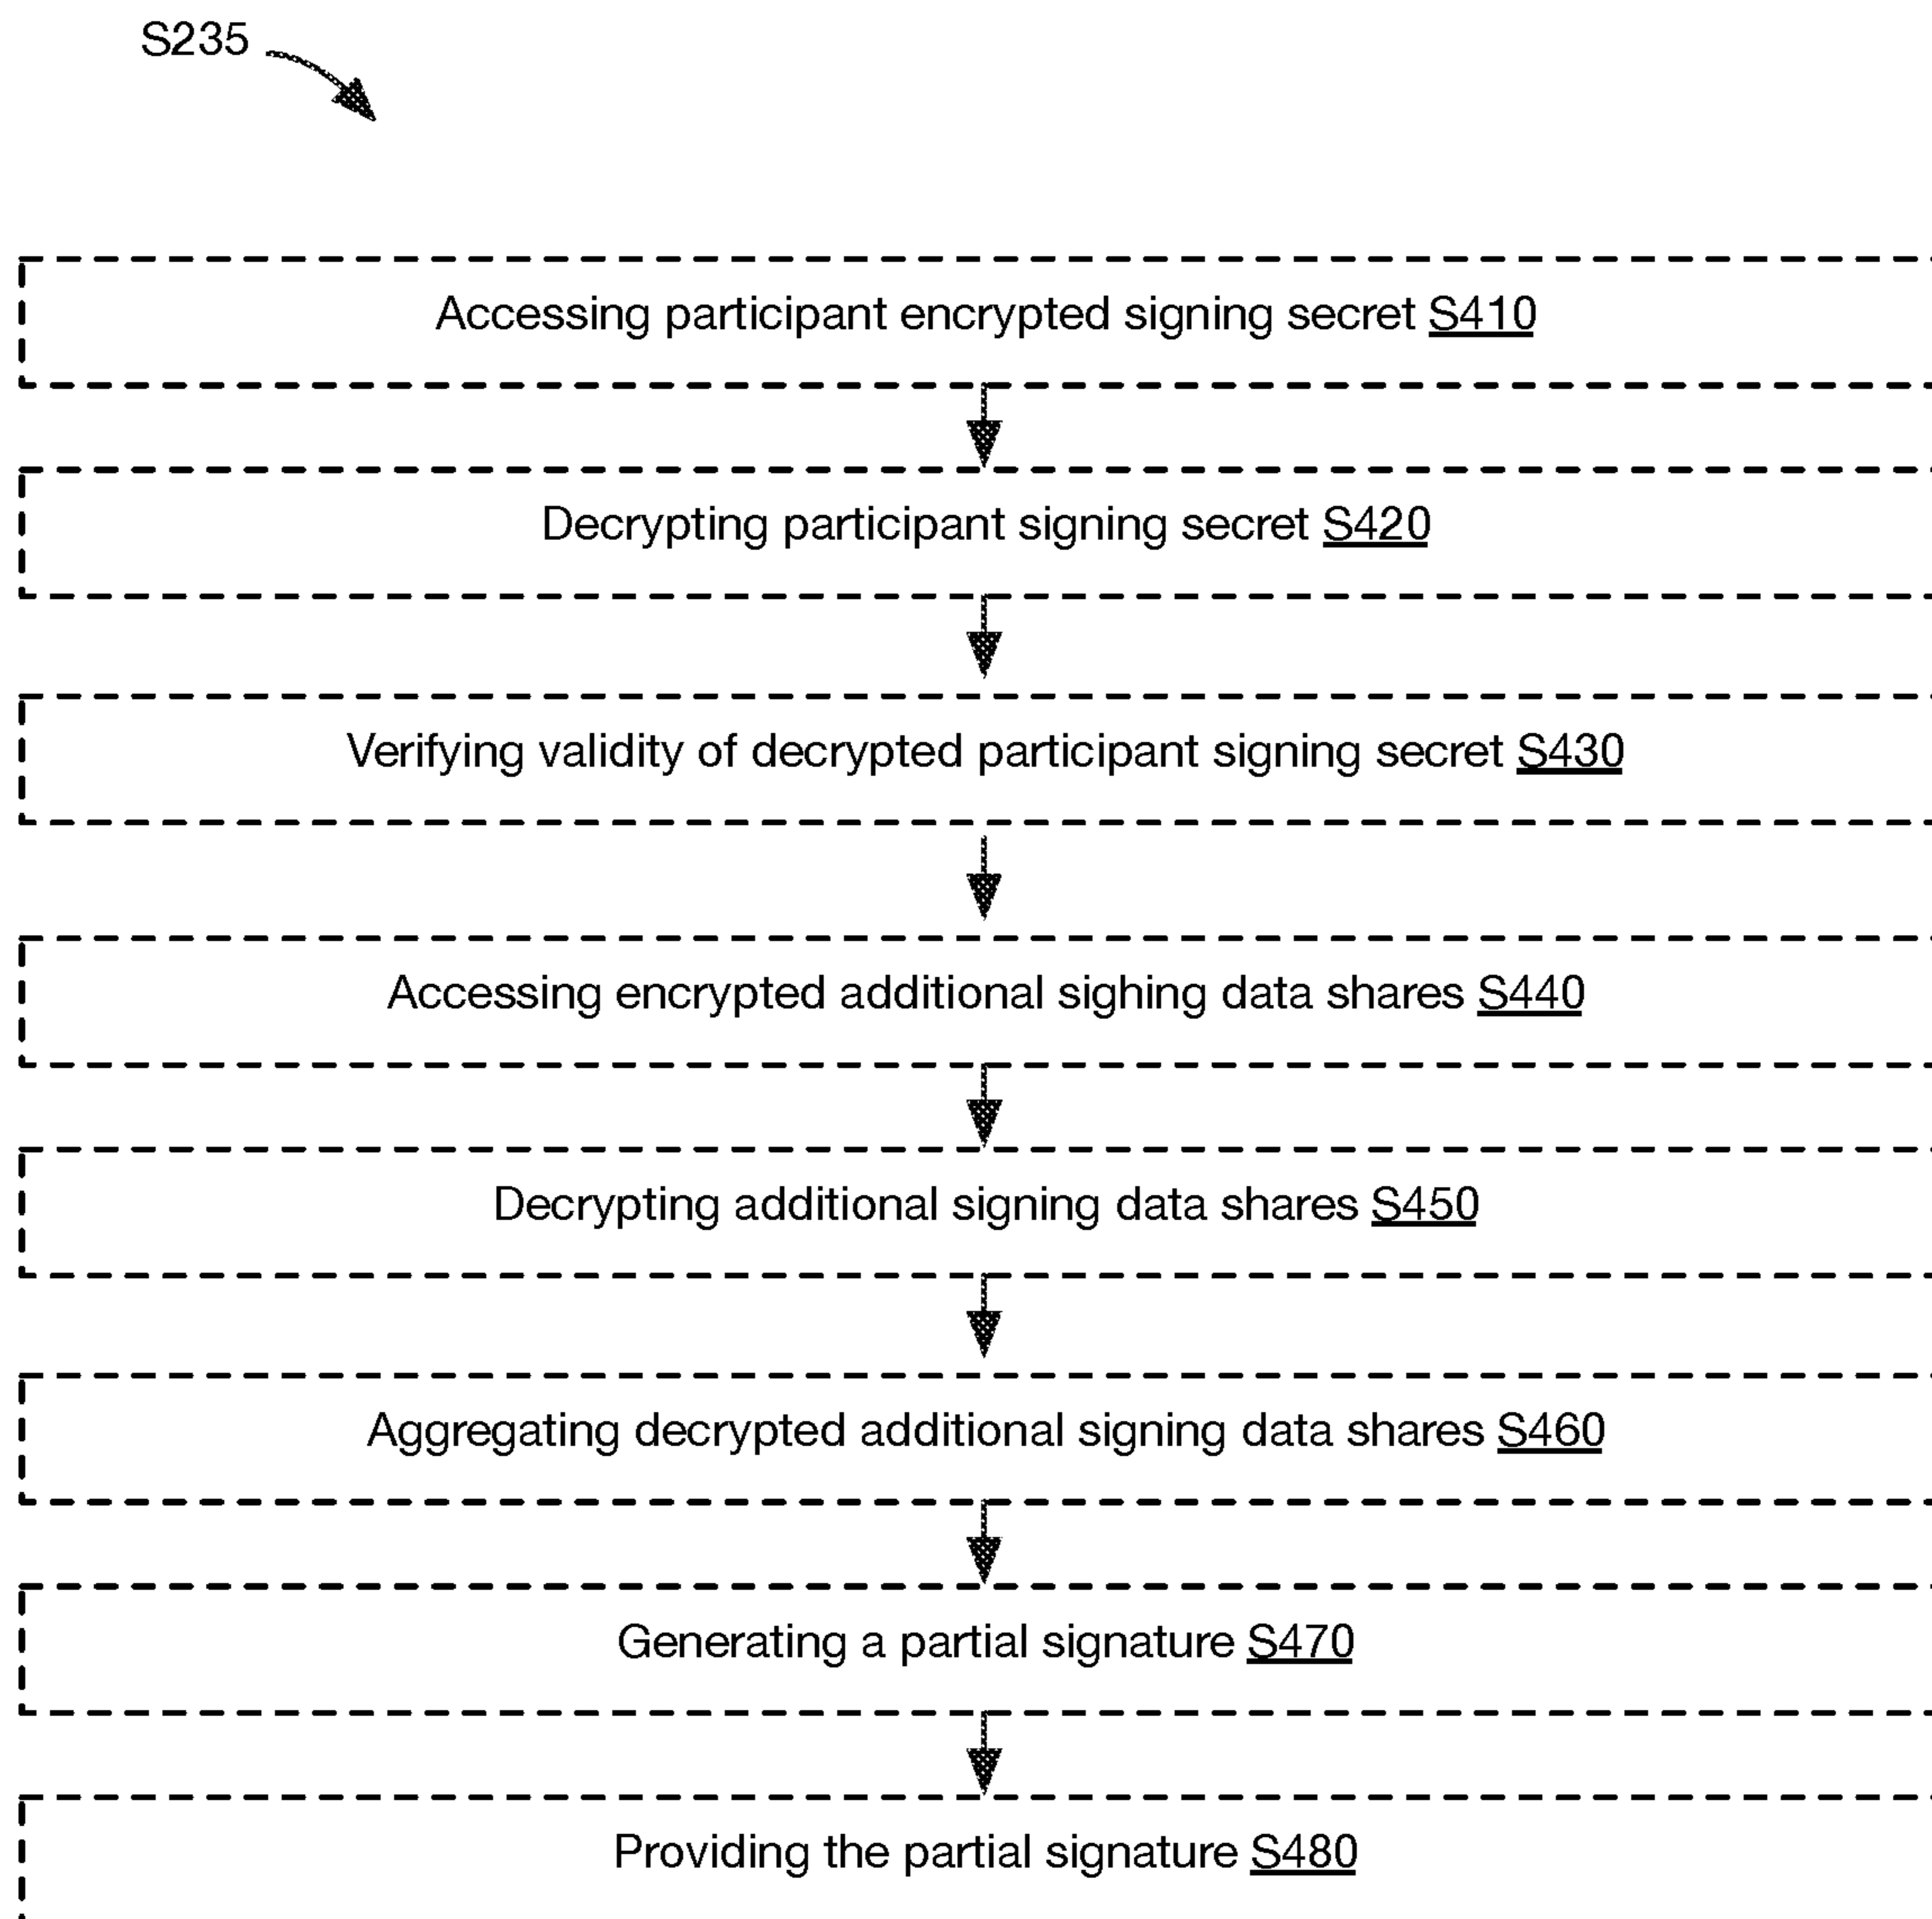 S235
Accessing participant encrypted signing secret S410
Decrypting participant signing secret S420
Verifying validity of decrypted participant signing secret S430
Accessing encrypted additional sighing data shares S440
Decrypting additional signing data shares S450
Aggregating decrypted additional signing data shares S460
Generating a partial signature S470
Providing the partial signature S480